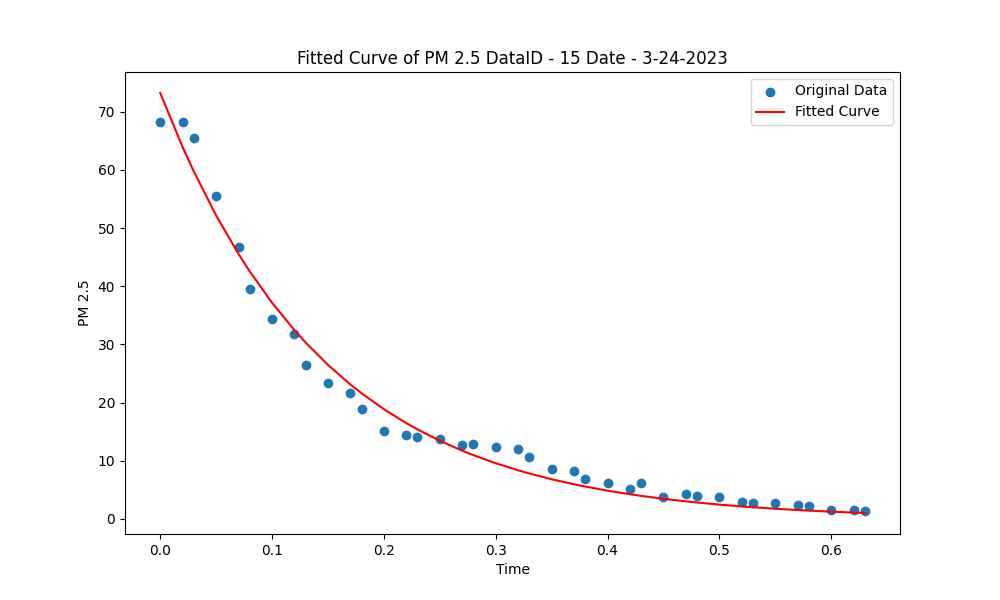 Fitted Curve of PM 2.5 DataID - 15 Date - 3-24-2023
Original Data
Fitted Curve
PM 2.5
70
60
50
40
30
20
10
0
0.0 0.1 0.2 0.3 0.4 0.5 0.6
Time